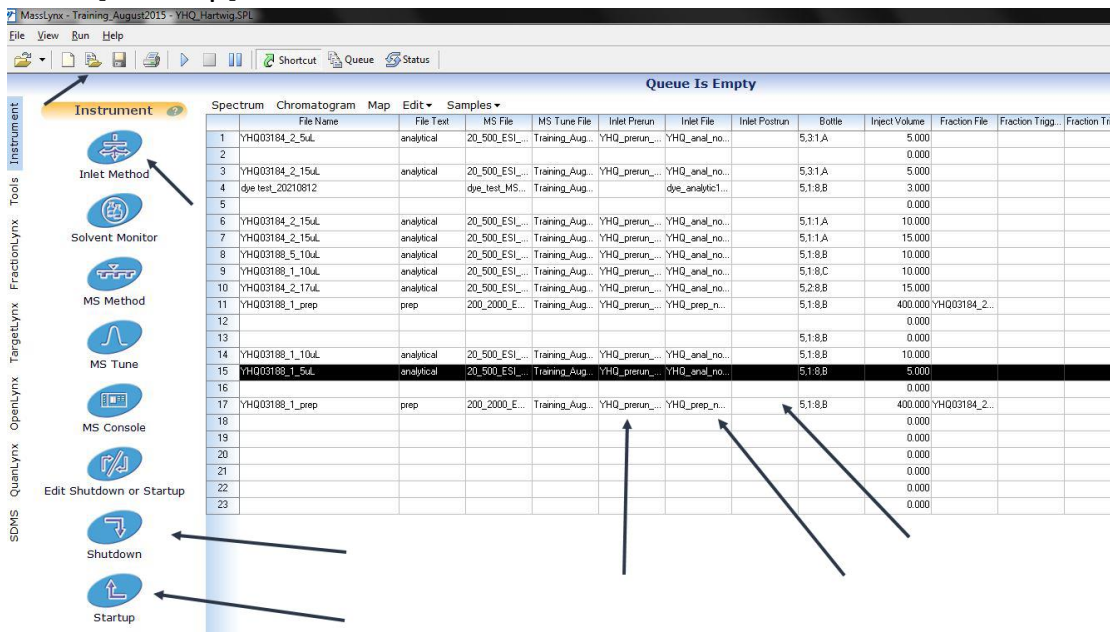 MassLynx - Training_August2015 - YHQ_Hartwig.SPL
File View Run Help
Shortcut Queue Status
Queue Is Empty
Instrument
Tools
FractionLynx
TargetLynx
OpenLynx
QuanLynx
SDMS
Instrument
Inlet Method
Solvent Monitor
MS Method
MS Tune
MS Console
Edit Shutdown or Startup
Shutdown
Startup
Spectrum Chromatogram Map Edit Samples
File Name File Text MS File MS Tune File Inlet Prerun Inlet File Inlet Postrun Bottle Inject Volume Fraction File Fraction Trigg... Fraction Tri
1 YHQ03184_2_5uL analytical 20_500_ESI_... Training_Aug... YHQ_prerun_... YHQ_anal_no... 5,3:1,A 5.000
2 0.000
3 YHQ03184_2_15uL analytical 20_500_ESI_... Training_Aug... YHQ_prerun_... YHQ_anal_no... 5,3:1,A 5.000
4 dye test_20210812 dye_test_MS... Training_Aug... dye_analytic1... 5,1:8,B 3.000
5 0.000
6 YHQ03184_2_15uL analytical 20_500_ESI_... Training_Aug... YHQ_prerun_... YHQ_anal_no... 5,1:1,A 10.000
7 YHQ03184_2_15uL analytical 20_500_ESI_... Training_Aug... YHQ_prerun_... YHQ_anal_no... 5,1:1,A 15.000
8 YHQ03188_5_10uL analytical 20_500_ESI_... Training_Aug... YHQ_prerun_... YHQ_anal_no... 5,1:8,B 10.000
9 YHQ03188_1_10uL analytical 20_500_ESI_... Training_Aug... YHQ_prerun_... YHQ_anal_no... 5,1:8,C 10.000
10 YHQ03184_2_17uL analytical 20_500_ESI_... Training_Aug... YHQ_prerun_... YHQ_anal_no... 5,2:8,B 15.000
11 YHQ03188_1_prep prep 200_2000_E... Training_Aug... YHQ_prerun_... YHQ_prep_n... 5,1:8,B 400.000 YHQ03184_2...
12 0.000
13 5,1:8,B 0.000
14 YHQ03188_1_10uL analytical 20_500_ESI_... Training_Aug... YHQ_prerun_... YHQ_anal_no... 5,1:8,B 10.000
15 YHQ03188_1_5uL analytical 20_500_ESI_... Training_Aug... YHQ_prerun_... YHQ_anal_no... 5,1:8,B 5.000
16 0.000
17 YHQ03188_1_prep prep 200_2000_E... Training_Aug... YHQ_prerun_... YHQ_prep_n... 5,1:8,B 400.000 YHQ03184_2...
18 0.000
19 0.000
20 0.000
21 0.000
22 0.000
23 0.000